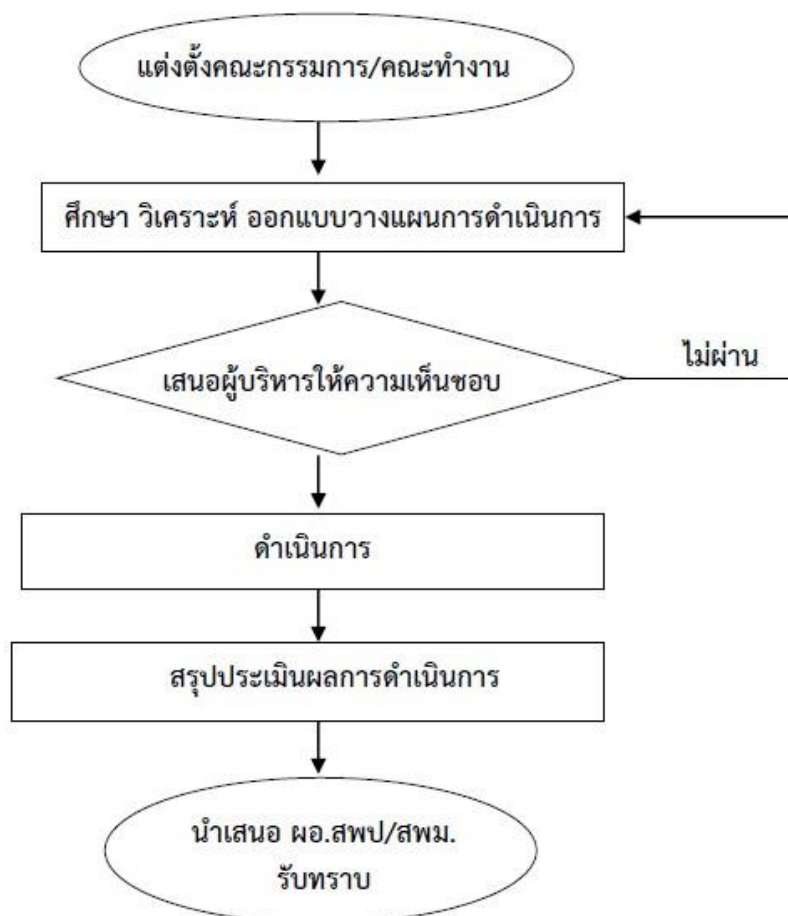 แต่งตั้งคณะกรรมการ/คณะทำงาน
ศึกษา วิเคราะห์ ออกแบบวางแผนการดำเนินการ
ไม่ผ่าน
เสนอผู้บริหารให้ความเห็นชอบ
ดำเนินการ
สรุปประเมินผลการดำเนินการ
นำเสนอ ผอ.สพป/สพม.
รับทราบ